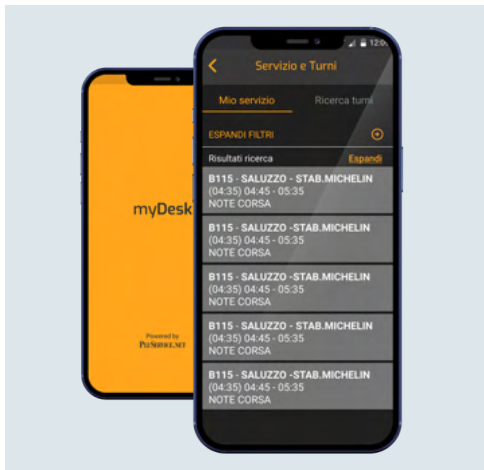 myDesk
Powered by
PluService.net
12:0
Servizio e Turni
Mio servizio
Ricerca turni
ESPANDI FILTRI
Risultati ricerca
Espandi
B115 - SALUZZO - STAB.MICHELIN
(04:35) 04:45 - 05:35
NOTE CORSA
B115 - SALUZZO -STAB.MICHELIN
(04:35) 04:45 - 05:35
NOTE CORSA
B115 - SALUZZO -STAB.MICHELIN
(04:35) 04:45 - 05:35
NOTE CORSA
B115 - SALUZZO - STAB.MICHELIN
(04:35) 04:45 - 05:35
NOTE CORSA
B115 - SALUZZO -STAB.MICHELIN
(04:35) 04:45 - 05:35
NOTE CORSA